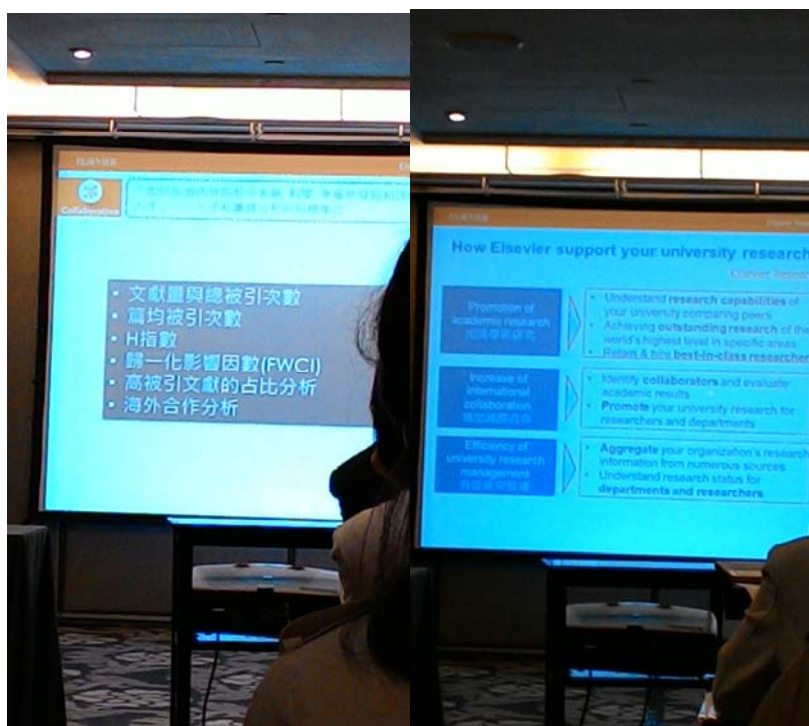 ELSEVIER
Collaboration
• 文獻量與總被引次數
• 篇均被引次數
• H指數
• 歸一化影響因數(FWCI)
• 高被引文獻的占比分析
• 海外合作分析
ELSEVIER
How Elsevier support your university research
Elsevier Research
Promotion of
academic research
• Understand research capabilities of
your university comparing peers
• Achieving outstanding research of the
world's highest level in specific areas
• Retain & hire best-in-class researcher
Increase of
international
collaboration
• Identify collaborators and evaluate
academic results
• Promote your university research for
researchers and departments
Efficiency of
university research
management
• Aggregate your organization's research
information from numerous sources
• Understand research status for
departments and researchers